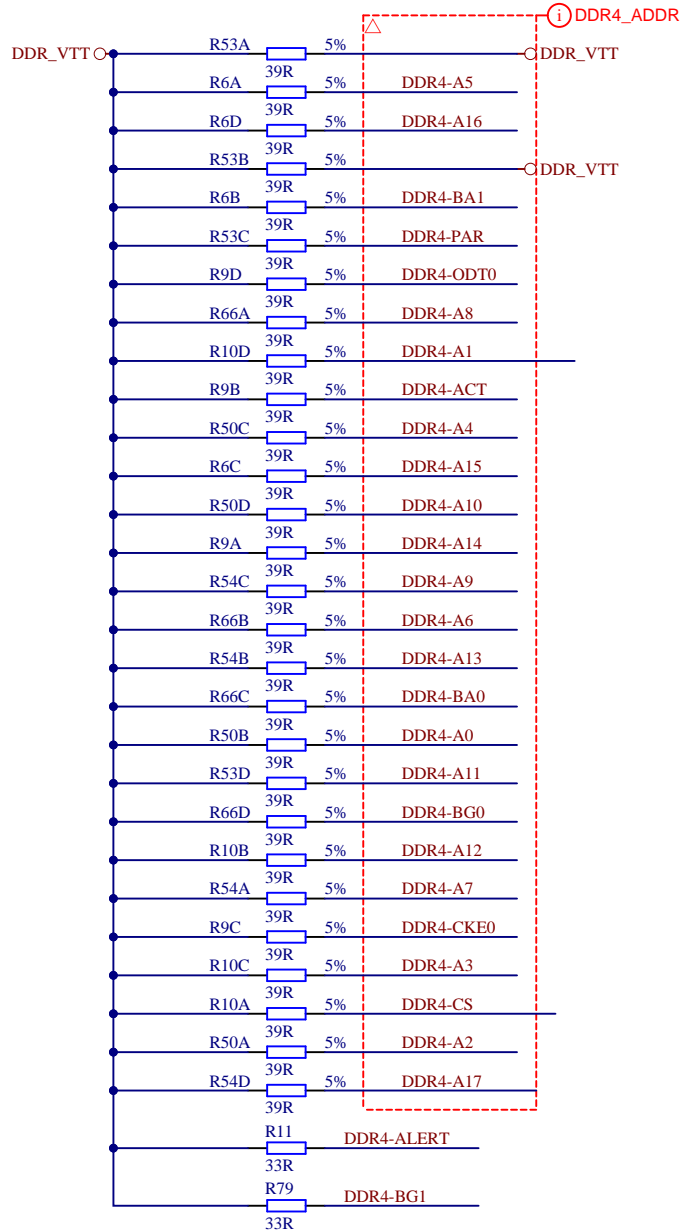 i DDR4_ADDR
DDR_VTT R53A 39R 5% DDR_VTT
R6A 39R 5% DDR4-A5
R6D 39R 5% DDR4-A16
R53B 39R 5% DDR_VTT
R6B 39R 5% DDR4-BA1
R53C 39R 5% DDR4-PAR
R9D 39R 5% DDR4-ODT0
R66A 39R 5% DDR4-A8
R10D 39R 5% DDR4-A1
R9B 39R 5% DDR4-ACT
R50C 39R 5% DDR4-A4
R6C 39R 5% DDR4-A15
R50D 39R 5% DDR4-A10
R9A 39R 5% DDR4-A14
R54C 39R 5% DDR4-A9
R66B 39R 5% DDR4-A6
R54B 39R 5% DDR4-A13
R66C 39R 5% DDR4-BA0
R50B 39R 5% DDR4-A0
R53D 39R 5% DDR4-A11
R66D 39R 5% DDR4-BG0
R10B 39R 5% DDR4-A12
R54A 39R 5% DDR4-A7
R9C 39R 5% DDR4-CKE0
R10C 39R 5% DDR4-A3
R10A 39R 5% DDR4-CS
R50A 39R 5% DDR4-A2
R54D 39R 5% DDR4-A17
R11 33R DDR4-ALERT
R79 33R DDR4-BG1